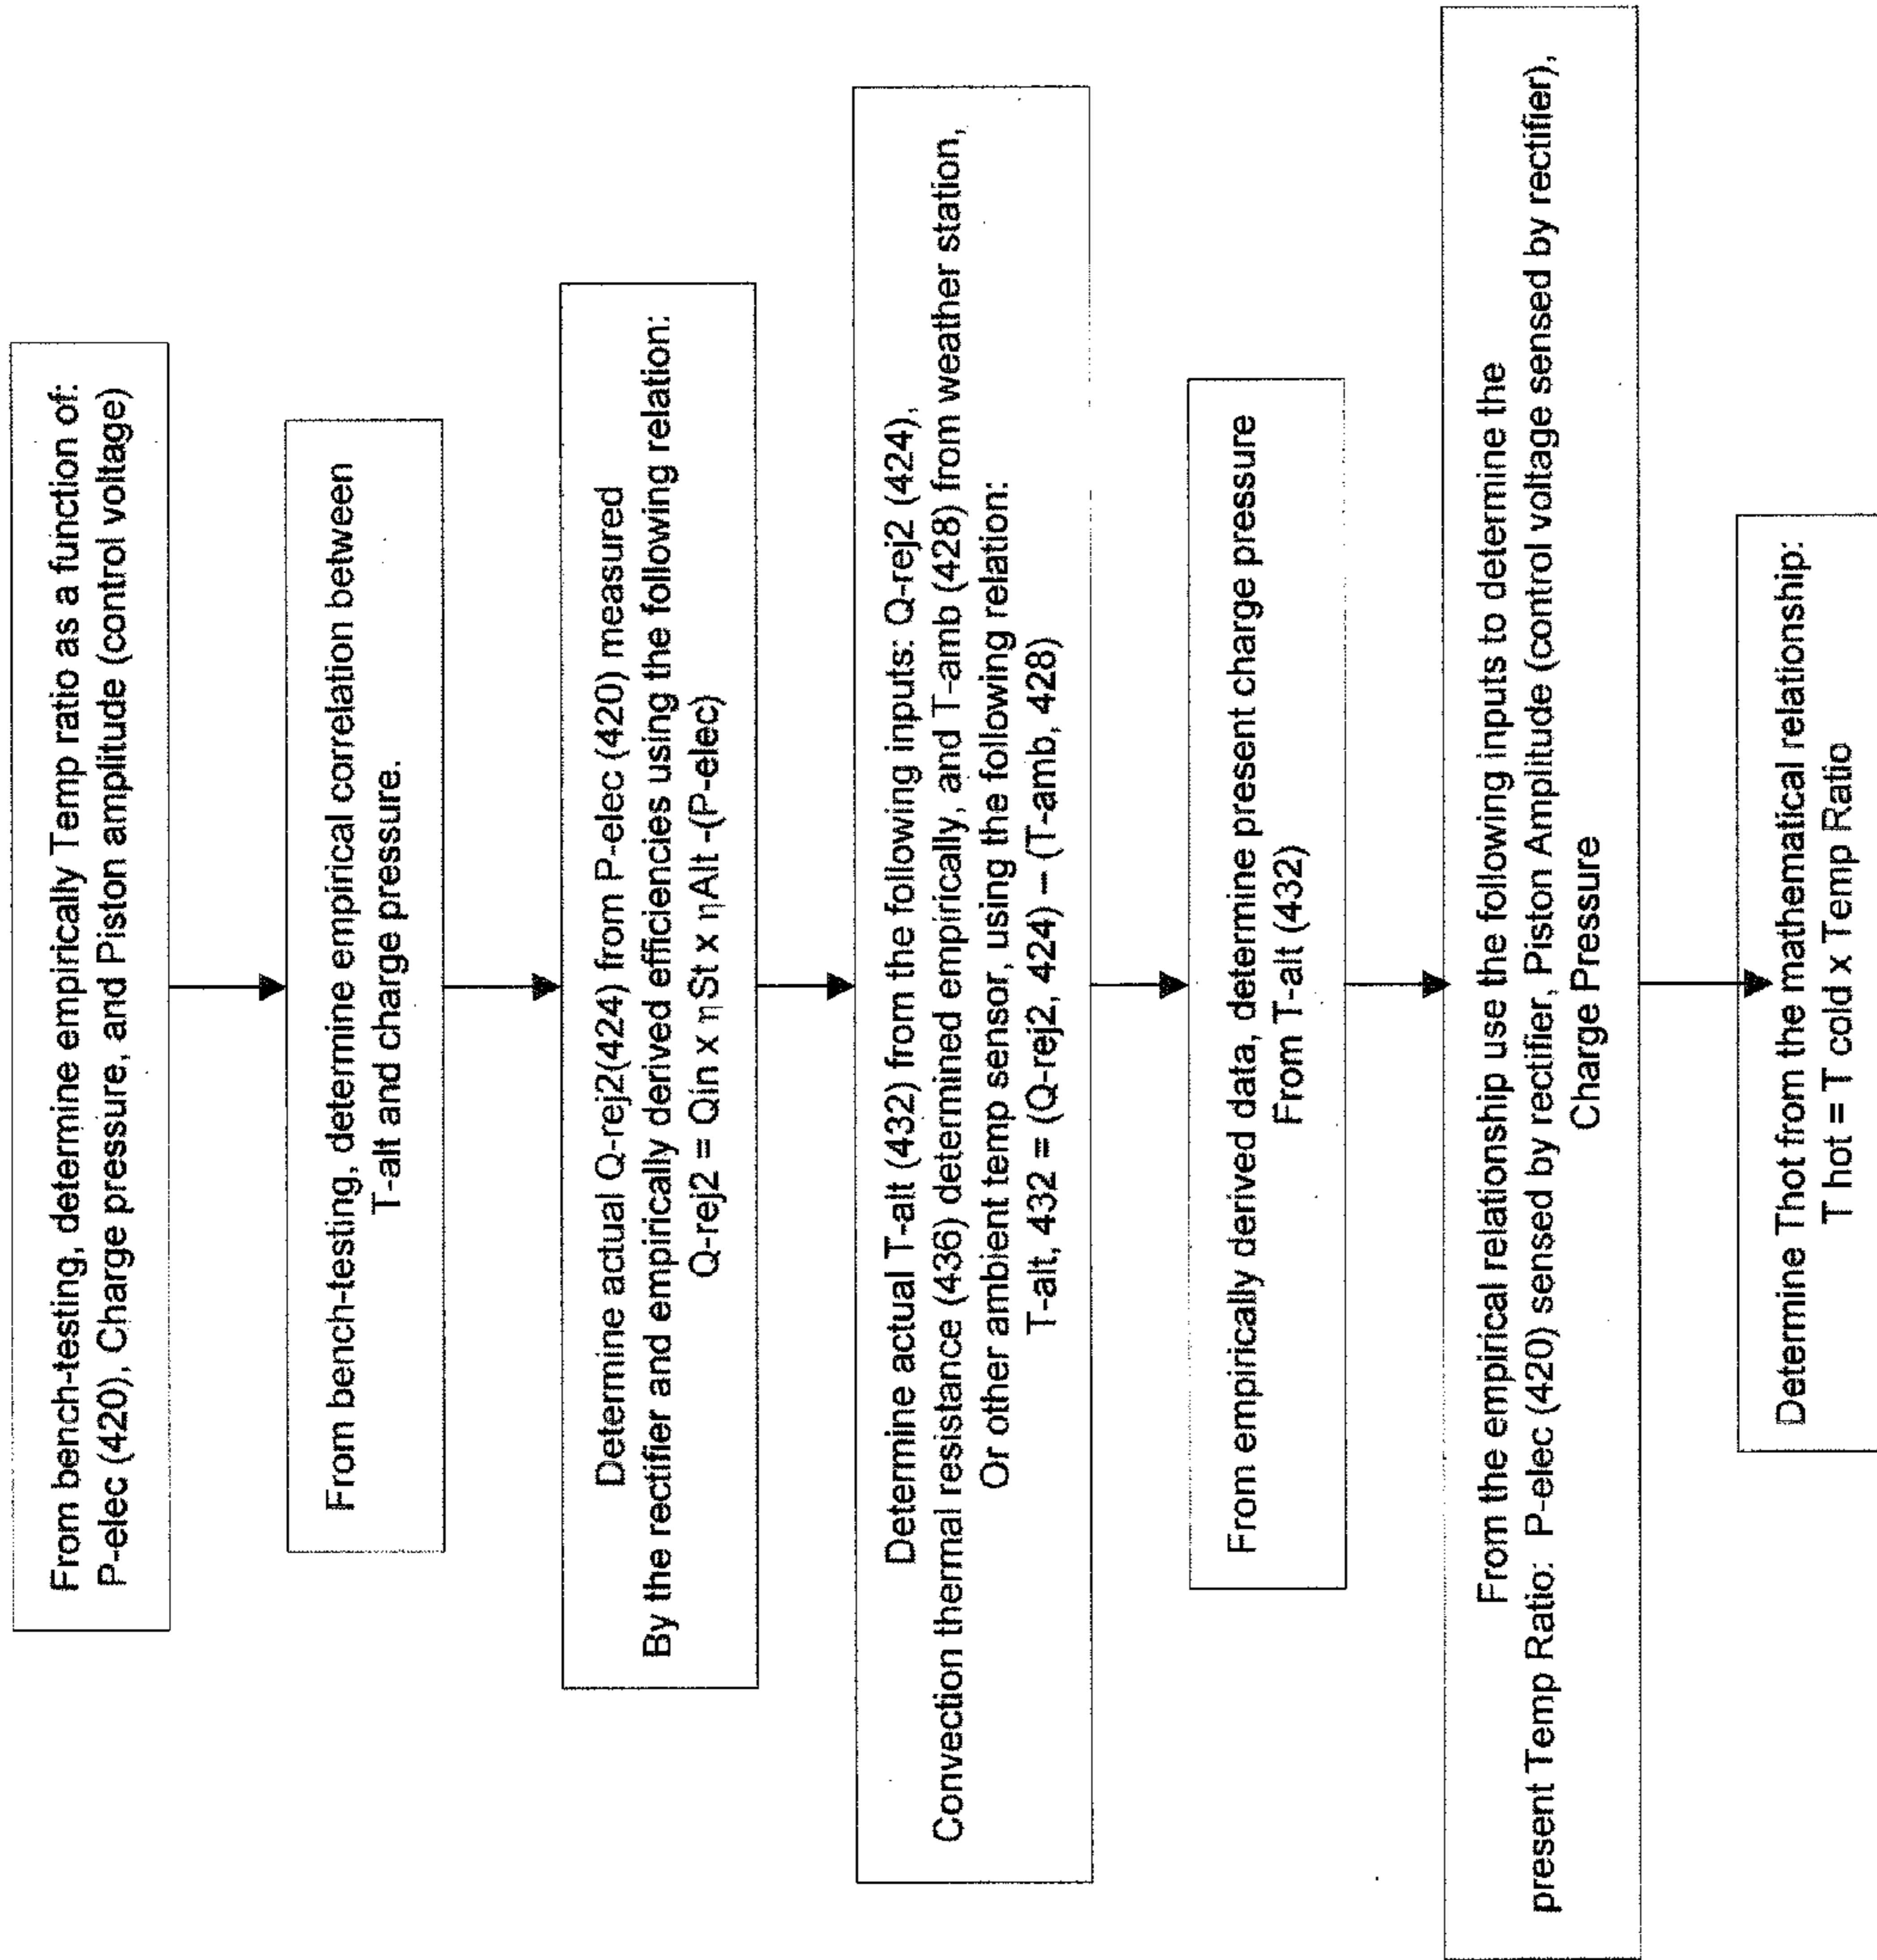 From bench-testing, determine empirically Temp ratio as a function of:
P-elec (420), Charge pressure, and Piston amplitude (control voltage)
From bench-testing, determine empirical correlation between
T-alt and charge pressure.
Determine actual Q-rej2(424) from P-elec (420) measured
By the rectifier and empirically derived efficiencies using the following relation:
Q-rej2 = Qin x ηSt x ηAlt -(P-elec)
Determine actual T-alt (432) from the following inputs: Q-rej2 (424),
Convection thermal resistance (436) determined empirically, and T-amb (428) from weather station,
Or other ambient temp sensor, using the following relation:
T-alt, 432 = (Q-rej2, 424) – (T-amb, 428)
From empirically derived data, determine present charge pressure
From T-alt (432)
From the empirical relationship use the following inputs to determine the
present Temp Ratio: P-elec (420) sensed by rectifier, Piston Amplitude (control voltage sensed by rectifier),
Charge Pressure
Determine Thot from the mathematical relationship:
T hot = T cold x Temp Ratio